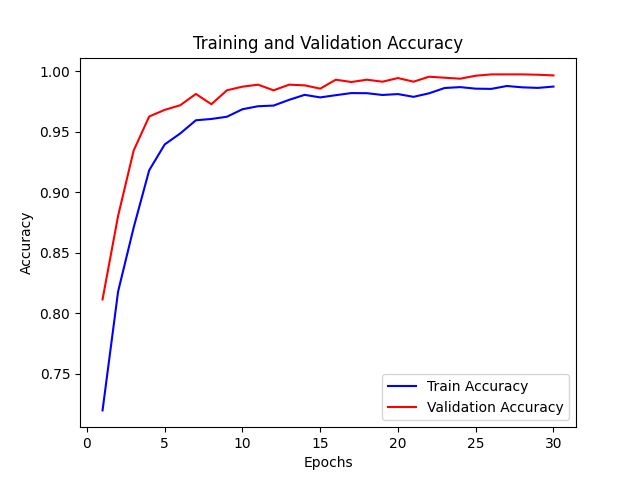 Training and Validation Accuracy
1.00
0.95
0.90
0.85
0.80
0.75
Accuracy
0
5
10
15
20
25
30
Epochs
Train Accuracy
Validation Accuracy